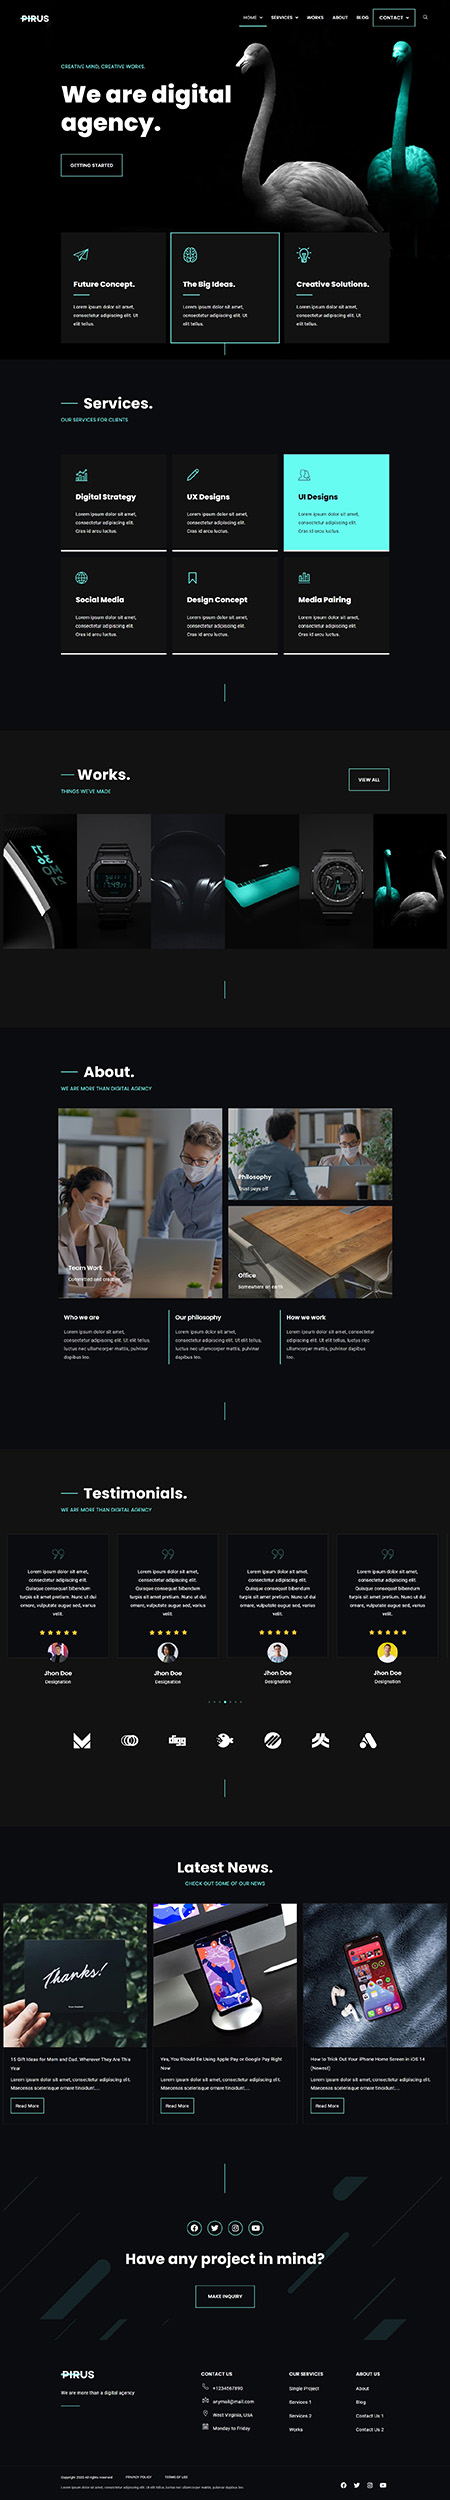 PIRUS
HOME SERVICES WORKS ABOUT BLOG CONTACT
CREATIVE MIND, CREATIVE WORKS.
We are digital
agency.
GETTING STARTED
Future Concept.
Lorem ipsum dolor sit amet,
consectetur adipiscing elit. Ut
elit tellus.
The Big Ideas.
Lorem ipsum dolor sit amet,
consectetur adipiscing elit. Ut
elit tellus.
Creative Solutions.
Lorem ipsum dolor sit amet,
consectetur adipiscing elit. Ut
elit tellus.
Services.
OUR SERVICES FOR CLIENTS
Digital Strategy
Lorem ipsum dolor sit amet,
consectetur adipiscing elit.
Cras id arcu luctus.
UX Designs
Lorem ipsum dolor sit amet,
consectetur adipiscing elit.
Cras id arcu luctus.
UI Designs
Lorem ipsum dolor sit amet,
consectetur adipiscing elit.
Cras id arcu luctus.
Social Media
Lorem ipsum dolor sit amet,
consectetur adipiscing elit.
Cras id arcu luctus.
Design Concept
Lorem ipsum dolor sit amet,
consectetur adipiscing elit.
Cras id arcu luctus.
Media Pairing
Lorem ipsum dolor sit amet,
consectetur adipiscing elit.
Cras id arcu luctus.
Works.
THINGS WE'VE MADE
VIEW ALL
About.
WE ARE MORE THAN DIGITAL AGENCY
Team Work
Committed and creative
Philosophy
Trust pays off
Office
Somewhere on earth
Who we are
Lorem ipsum dolor sit amet,
consectetur adipiscing elit. Ut elit tellus,
luctus nec ullamcorper mattis, pulvinar
dapibus leo.
Our philosophy
Lorem ipsum dolor sit amet,
consectetur adipiscing elit. Ut elit tellus,
luctus nec ullamcorper mattis, pulvinar
dapibus leo.
How we work
Lorem ipsum dolor sit amet, consectetur
adipiscing elit. Ut elit tellus, luctus nec
ullamcorper mattis, pulvinar dapibus
leo.
Testimonials.
WE ARE MORE THAN DIGITAL AGENCY
Lorem ipsum dolor sit amet,
consectetur adipiscing elit.
Quisque consequat bibendum
turpis sit amet pretium. Nunc ut dui
ornare, vulputate augue sed, varius
velit.
Jhon Doe
Designation
Lorem ipsum dolor sit amet,
consectetur adipiscing elit.
Quisque consequat bibendum
turpis sit amet pretium. Nunc ut dui
ornare, vulputate augue sed, varius
velit.
Jhon Doe
Designation
Lorem ipsum dolor sit amet,
consectetur adipiscing elit.
Quisque consequat bibendum
turpis sit amet pretium. Nunc ut dui
ornare, vulputate augue sed, varius
velit.
Jhon Doe
Designation
Lorem ipsum dolor sit amet,
consectetur adipiscing elit.
Quisque consequat bibendum
turpis sit amet pretium. Nunc ut dui
ornare, vulputate augue sed, varius
velit.
Jhon Doe
Designation
digg
Latest News.
CHECK OUT SOME OF OUR NEWS
Thanks!
15 Gift Ideas for Mom and Dad, Wherever They Are This
Year
Lorem ipsum dolor sit amet, consectetur adipiscing elit.
Maecenas scelerisque ornare tincidunt....
Read More
Yes, You Should Be Using Apple Pay or Google Pay Right
Now
Lorem ipsum dolor sit amet, consectetur adipiscing elit.
Maecenas scelerisque ornare tincidunt....
Read More
How to Trick Out Your iPhone Home Screen in iOS 14
(Newest)
Lorem ipsum dolor sit amet, consectetur adipiscing elit.
Maecenas scelerisque ornare tincidunt....
Read More
Have any project in mind?
MAKE INQUIRY
PIRUS
We are more than a digital agency
CONTACT US
+1234567890
anymail@mail.com
West Virginia, USA
Monday to Friday
OUR SERVICES
Single Project
Services 1
Services 2
Works
ABOUT US
About
Blog
Contact Us 1
Contact Us 2
Copyright 2020 All rights reserved PRIVACY POLICY TERMS OF USE
Lorem ipsum dolor sit amet, consectetur adipiscing elit. Ut elit tellus, luctus nec ullamcorper mattis, pulvinar dapibus leo.